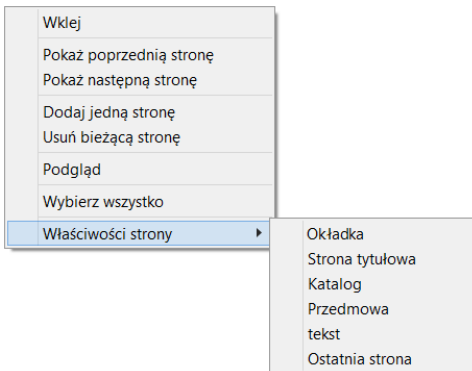 Wklej
Pokaż poprzednią stronę
Pokaż następną stronę
Dodaj jedną stronę
Usuń bieżącą stronę
Podgląd
Wybierz wszystko
Właściwości strony
Okładka
Strona tytułowa
Katalog
Przedmowa
tekst
Ostatnia strona